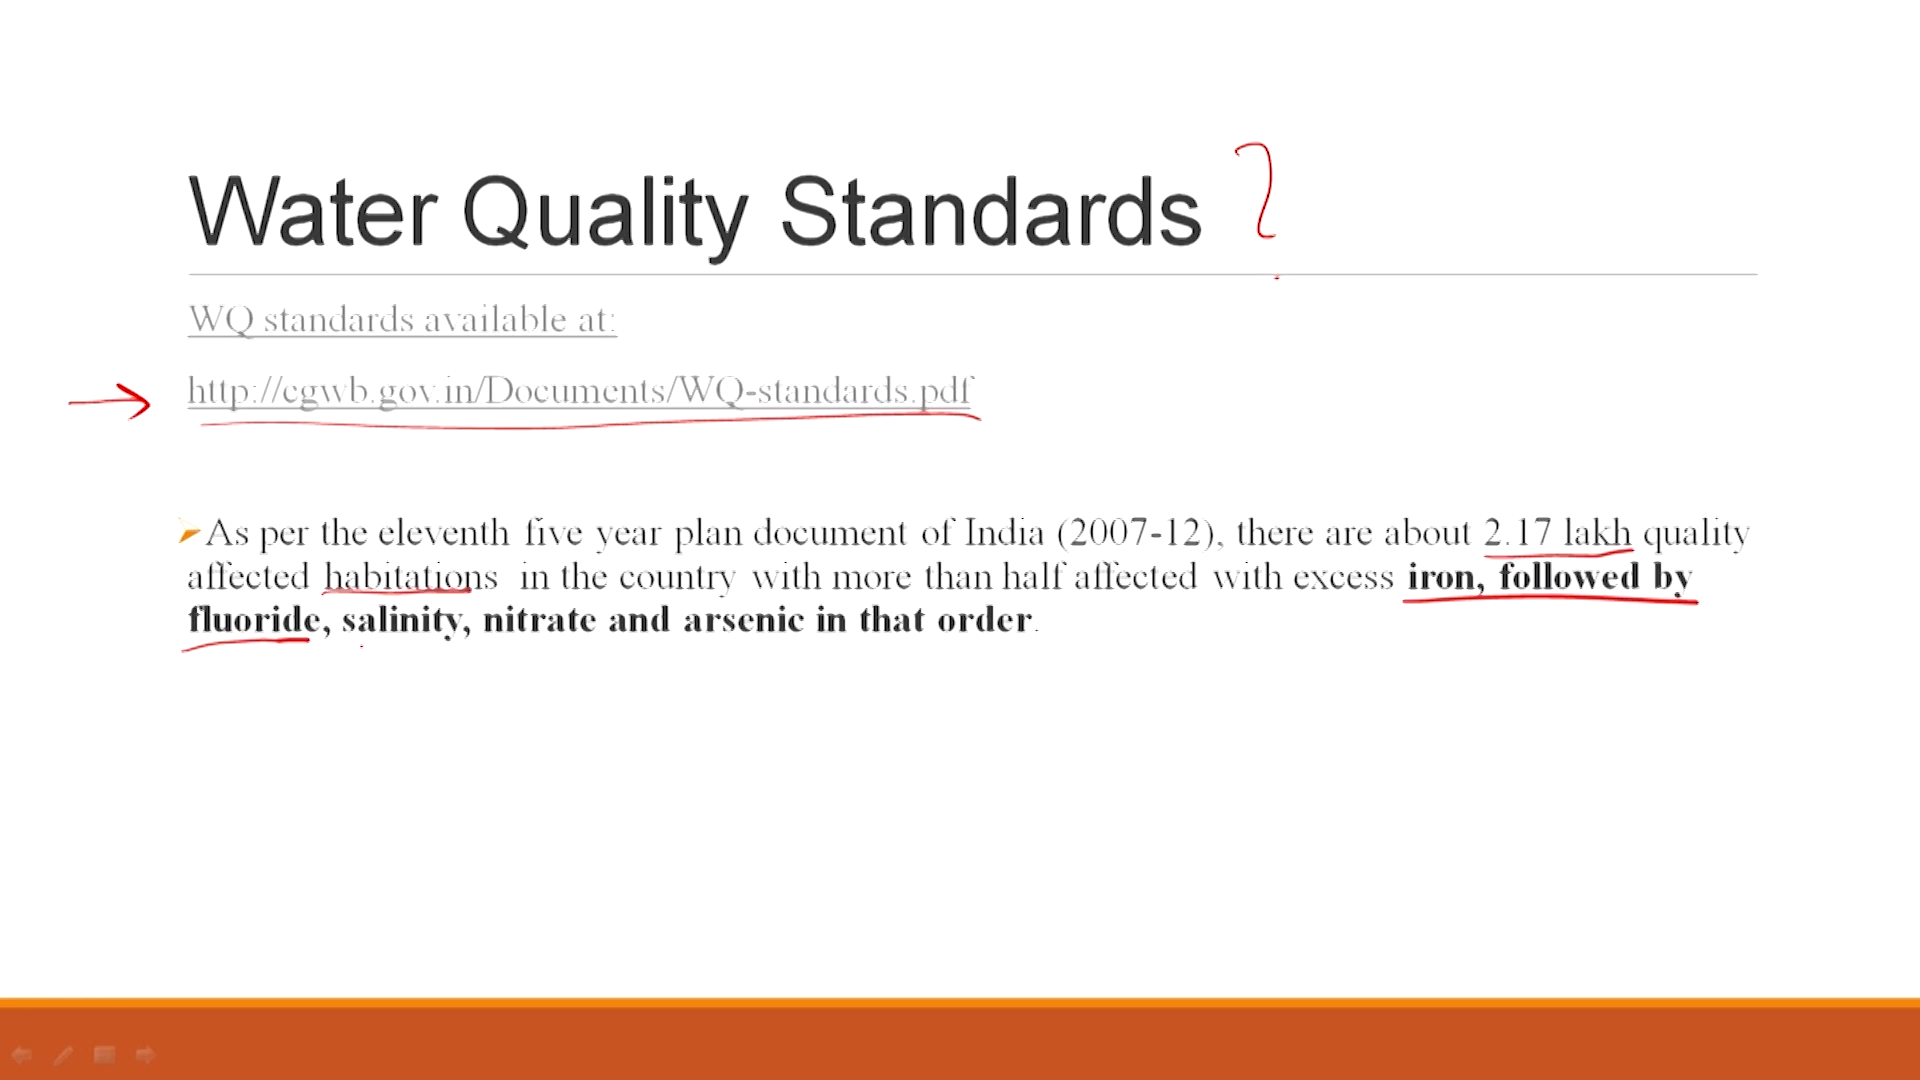 Water Quality Standards ?
WQ standards available at:
http://cgwb.gov.in/Documents/WQ-standards.pdf
➤As per the eleventh five year plan document of India (2007-12), there are about 2.17 lakh quality
affected habitations in the country with more than half affected with excess iron, followed by
fluoride, salinity, nitrate and arsenic in that order.